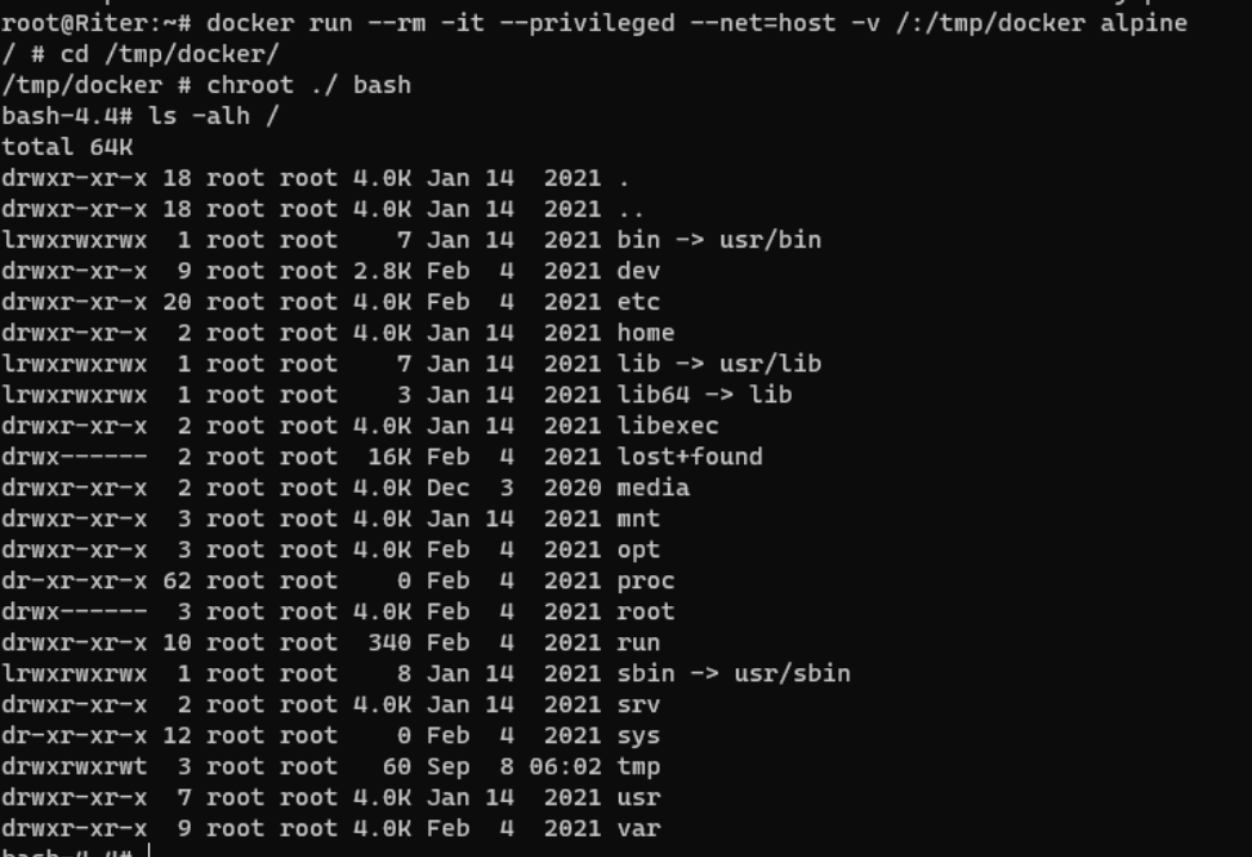 root@Riter:~# docker run --rm -it --privileged --net=host -v /:/tmp/docker alpine
/ # cd /tmp/docker/
/tmp/docker # chroot ./ bash
bash-4.4# ls -alh /
total 64K
drwxr-xr-x 18 root root 4.0K Jan 14  2021 .
drwxr-xr-x 18 root root 4.0K Jan 14  2021 ..
lrwxrwxrwx  1 root root    7 Jan 14  2021 bin -> usr/bin
drwxr-xr-x  9 root root 2.8K Feb  4  2021 dev
drwxr-xr-x 20 root root 4.0K Feb  4  2021 etc
drwxr-xr-x  2 root root 4.0K Jan 14  2021 home
lrwxrwxrwx  1 root root    7 Jan 14  2021 lib -> usr/lib
lrwxrwxrwx  1 root root    3 Jan 14  2021 lib64 -> lib
drwxr-xr-x  2 root root 4.0K Jan 14  2021 libexec
drwx------  2 root root  16K Feb  4  2021 lost+found
drwxr-xr-x  2 root root 4.0K Dec  3  2020 media
drwxr-xr-x  3 root root 4.0K Jan 14  2021 mnt
drwxr-xr-x  3 root root 4.0K Feb  4  2021 opt
dr-xr-xr-x 62 root root    0 Feb  4  2021 proc
drwx------  3 root root 4.0K Feb  4  2021 root
drwxr-xr-x 10 root root  340 Feb  4  2021 run
lrwxrwxrwx  1 root root    8 Jan 14  2021 sbin -> usr/sbin
drwxr-xr-x  2 root root 4.0K Jan 14  2021 srv
dr-xr-xr-x 12 root root    0 Feb  4  2021 sys
drwxrwxrwt  3 root root   60 Sep  8 06:02 tmp
drwxr-xr-x  7 root root 4.0K Jan 14  2021 usr
drwxr-xr-x  9 root root 4.0K Feb  4  2021 var
bash-4.4#